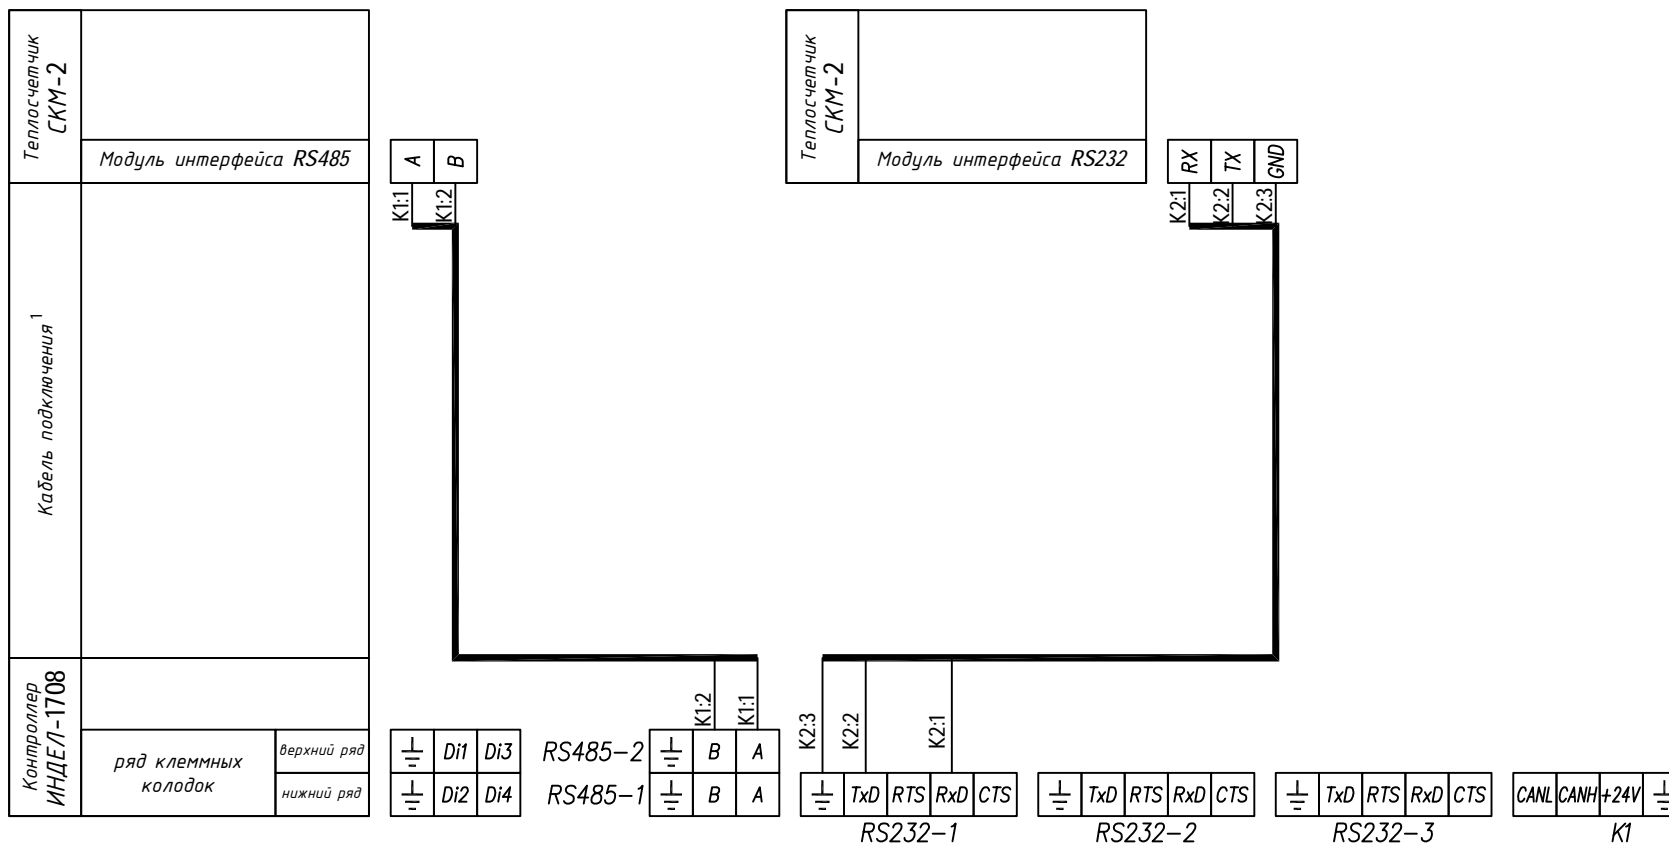 Теплосчетчик
СКМ-2
Модуль интерфейса RS485
A B
K1:1 K1:2
Теплосчетчик
СКМ-2
Модуль интерфейса RS232
RX TX GND
K2:1 K2:2 K2:3
Кабель подключения 1
K1:2 K1:1
K2:3 K2:2 K2:1
Контроллер
ИНДЕЛ-1708
ряд клеммных
колодок
верхний ряд
нижний ряд
Di1 Di3
RS485-2 B A
Di2 Di4
RS485-1 B A
TxD RTS RxD CTS
RS232-1
TxD RTS RxD CTS
RS232-2
TxD RTS RxD CTS
RS232-3
CANL CANH +24V
K1